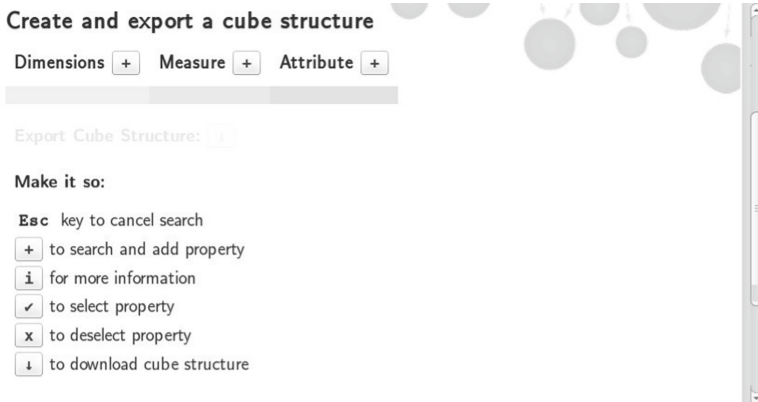 Create and export a cube structure
Dimensions + Measure + Attribute +
Export Cube Structure: ↓
Make it so:
Esc key to cancel search
+ to search and add property
i for more information
✔ to select property
x to deselect property
↓ to download cube structure